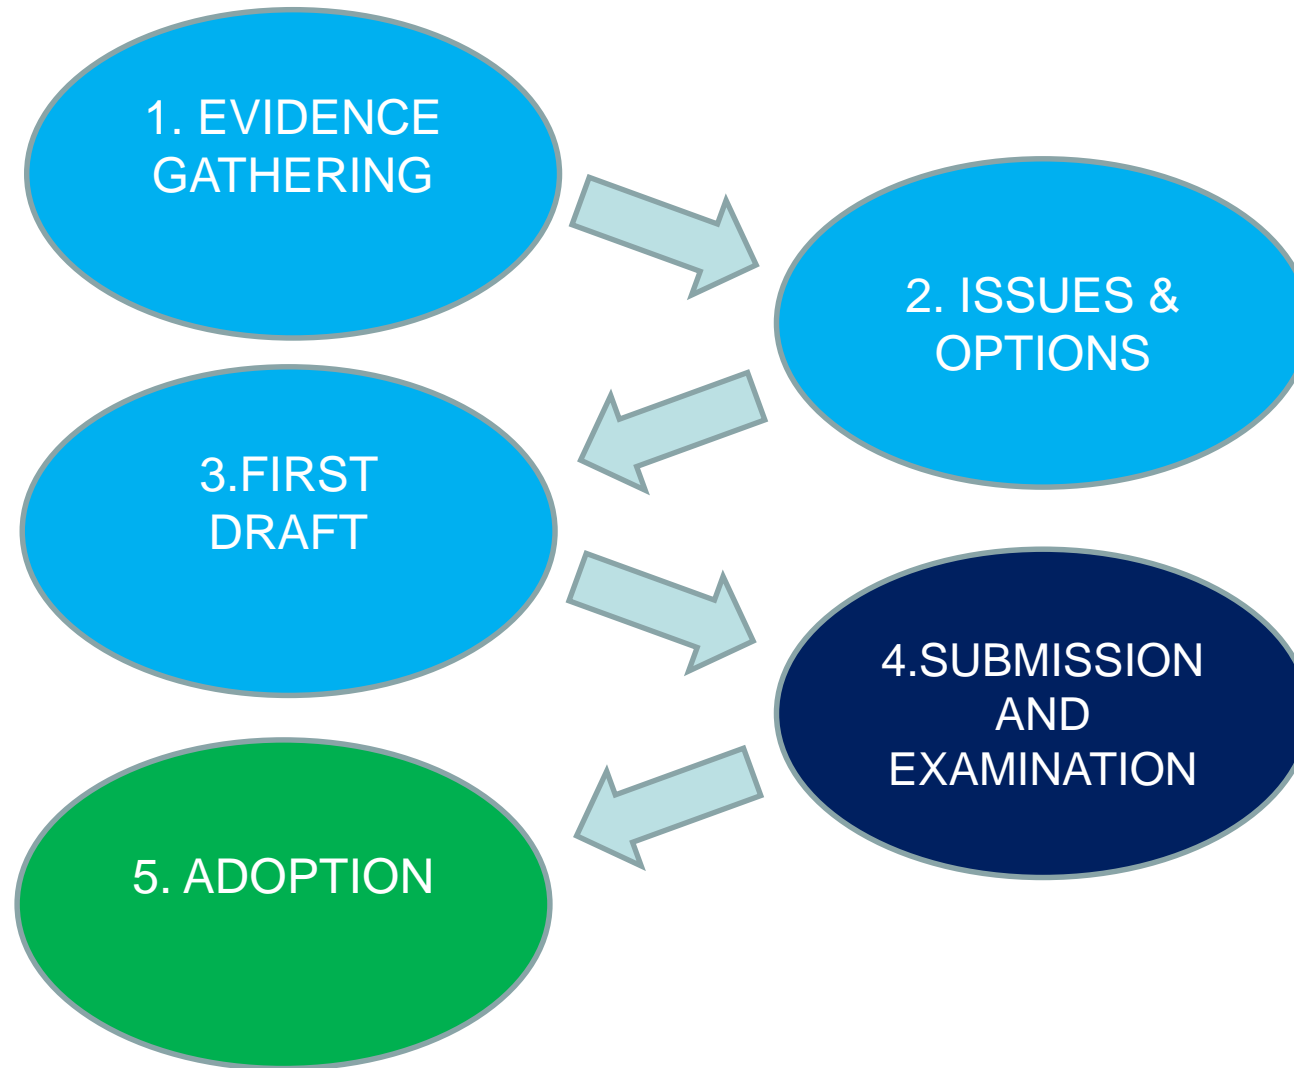 1. EVIDENCE
GATHERING
2. ISSUES &
OPTIONS
3.FIRST
DRAFT
4.SUBMISSION
AND
EXAMINATION
5. ADOPTION